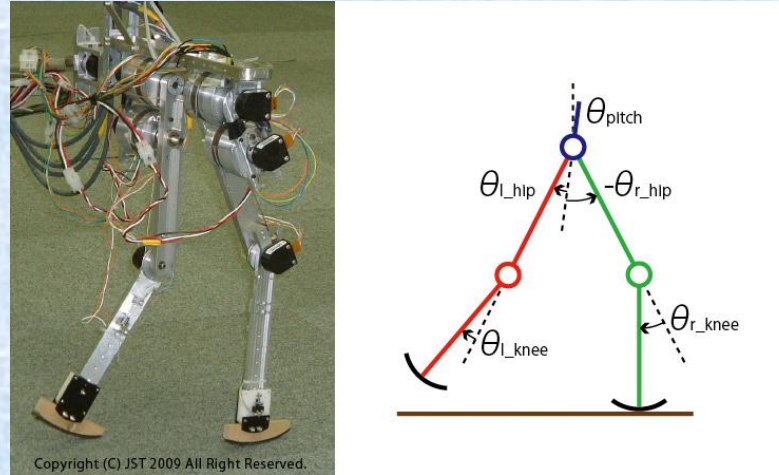 θpitch
θl_hip
-θr_hip
θr_knee
θl_knee
Copyright (C) JST 2009 All Right Reserved.